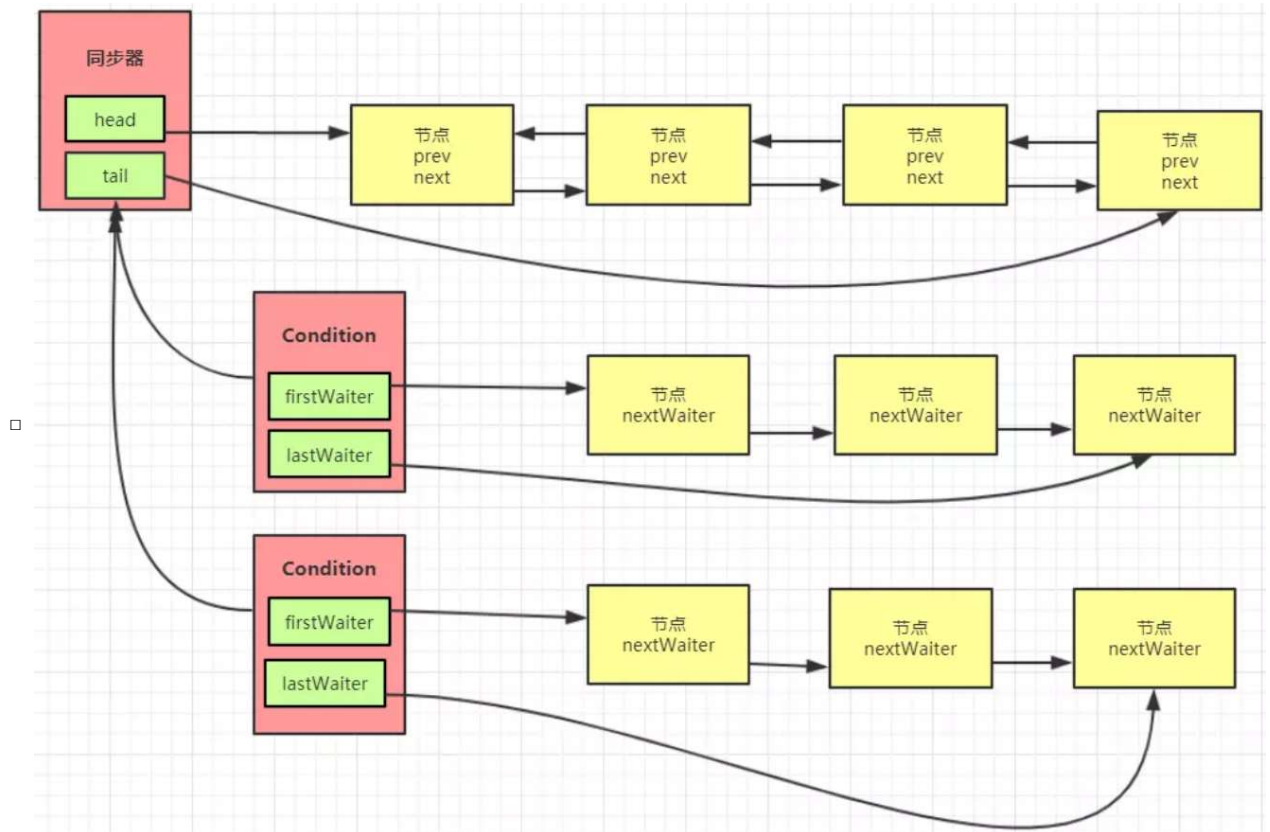 同步器
head
tail
节点
prev
next
节点
prev
next
节点
prev
next
节点
prev
next
Condition
firstWaiter
lastWaiter
节点
nextWaiter
节点
nextWaiter
节点
nextWaiter
Condition
firstWaiter
lastWaiter
节点
nextWaiter
节点
nextWaiter
节点
nextWaiter